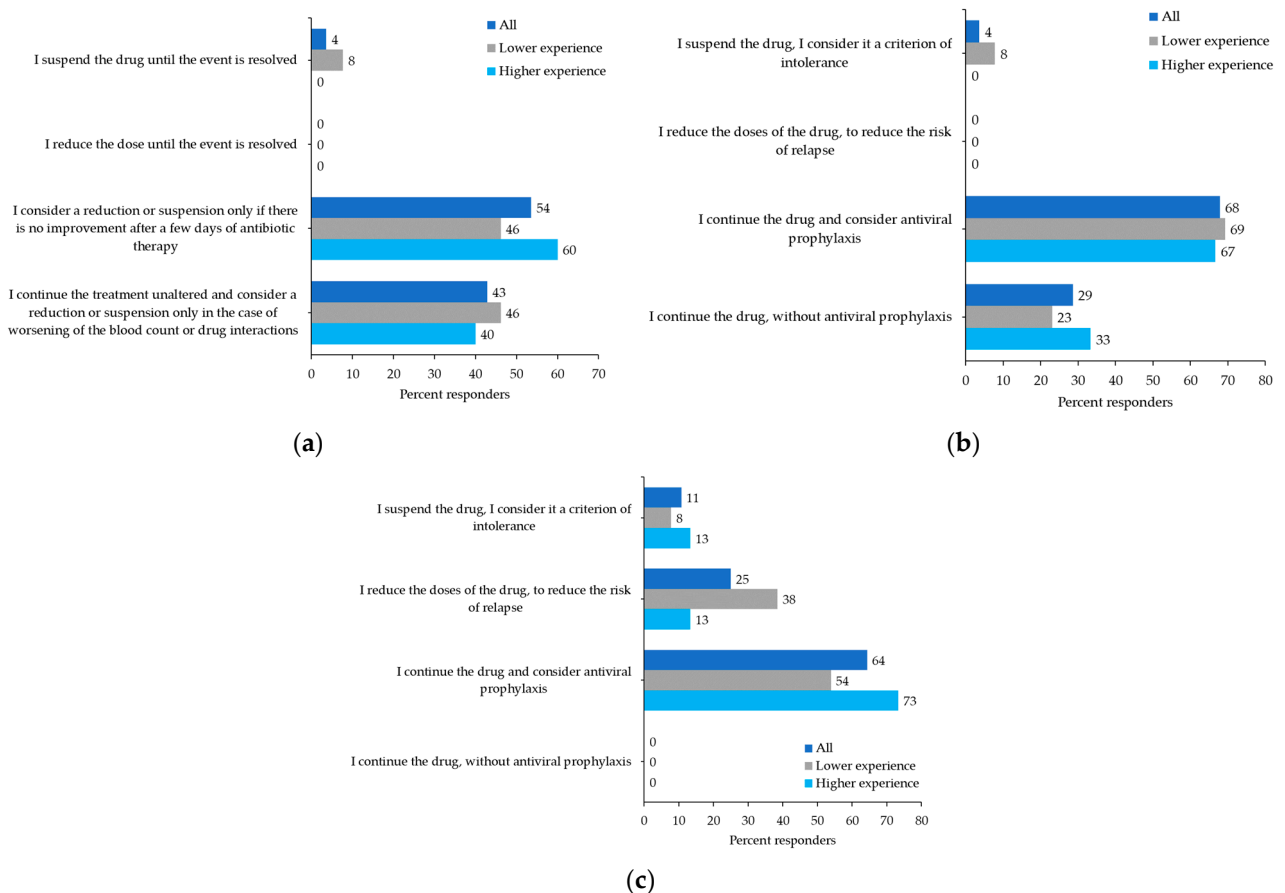 All
Lower experience
Higher experience
I suspend the drug until the event is resolved
4
8
0
I reduce the dose until the event is resolved
0
0
0
I consider a reduction or suspension only if there
is no improvement after a few days of antibiotic
therapy
54
46
60
I continue the treatment unaltered and consider a
reduction or suspension only in the case of
worsening of the blood count or drug interactions
43
46
40
0 10 20 30 40 50 60 70
Percent responders
(a)
All
Lower experience
Higher experience
I suspend the drug, I consider it a criterion of
intolerance
4
8
0
I reduce the doses of the drug, to reduce the risk
of relapse
0
0
0
I continue the drug and consider antiviral
prophylaxis
68
69
67
I continue the drug, without antiviral prophylaxis
29
23
33
0 10 20 30 40 50 60 70 80
Percent responders
(b)
I suspend the drug, I consider it a criterion of
intolerance
11
8
13
I reduce the doses of the drug, to reduce the risk
of relapse
25
38
13
I continue the drug and consider antiviral
prophylaxis
64
54
73
I continue the drug, without antiviral prophylaxis
0
0
0
All
Lower experience
Higher experience
0 10 20 30 40 50 60 70 80
Percent responders
(c)